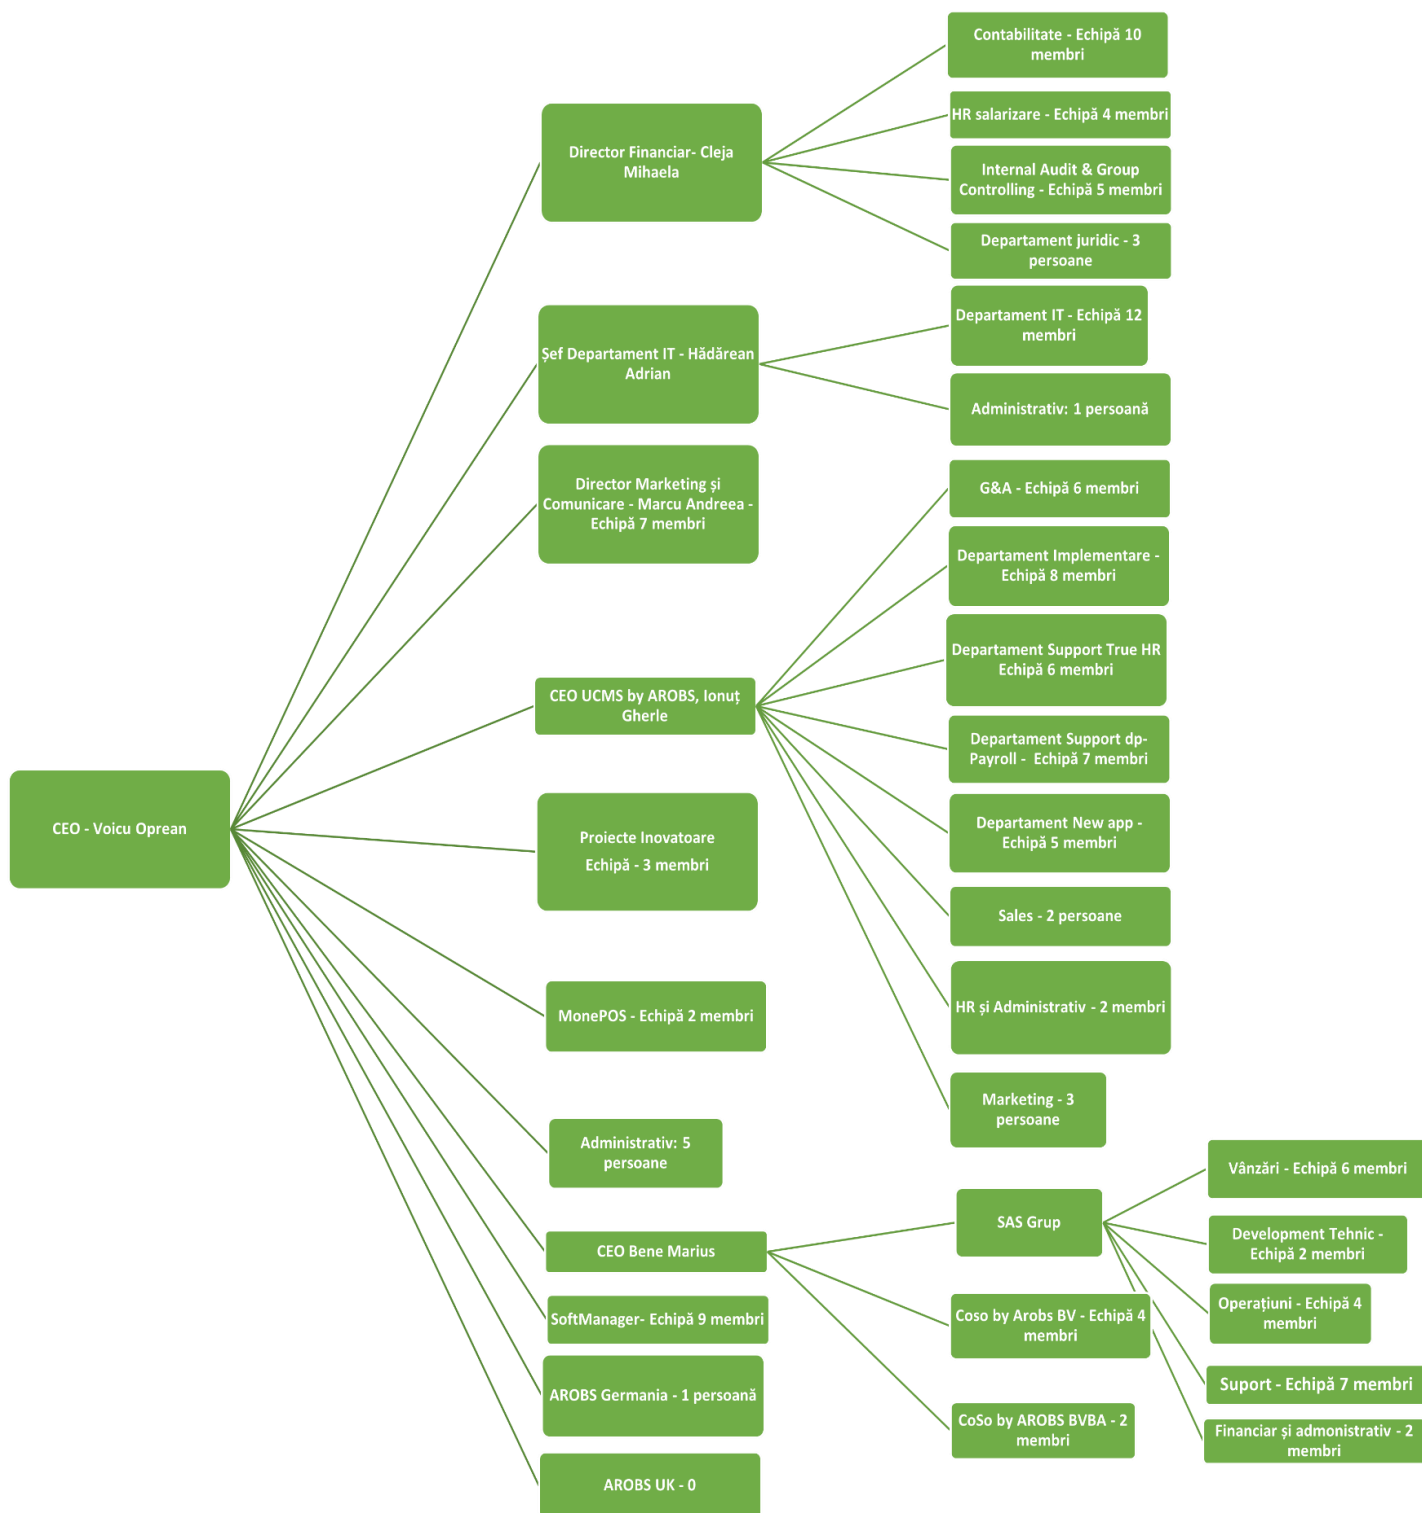 CEO - Voicu Oprean
Director Financiar- Cleja
Mihaela
Contabilitate - Echipă 10
membri
HR salarizare - Echipă 4 membri
Internal Audit & Group
Controlling - Echipă 5 membri
Departament juridic - 3
persoane
Șef Departament IT - Hădărean
Adrian
Departament IT - Echipă 12
membri
Administrativ: 1 persoană
Director Marketing și
Comunicare - Marcu Andreea -
Echipă 7 membri
CEO UCMS by AROBS, Ionuț
Gherle
G&A - Echipă 6 membri
Departament Implementare -
Echipă 8 membri
Departament Support True HR
Echipă 6 membri
Departament Support dp-
Payroll - Echipă 7 membri
Departament New app -
Echipă 5 membri
Sales - 2 persoane
HR și Administrativ - 2 membri
Marketing - 3
persoane
Proiecte Inovatoare
Echipă - 3 membri
MonePOS - Echipă 2 membri
Administrativ: 5
persoane
CEO Bene Marius
SAS Grup
Vânzări - Echipă 6 membri
Development Tehnic -
Echipă 2 membri
Operațiuni - Echipă 4
membri
Suport - Echipă 7 membri
Financiar și admonistrativ - 2
membri
Coso by Arobs BV - Echipă 4
membri
CoSo by AROBS BVBA - 2
membri
SoftManager- Echipă 9 membri
AROBS Germania - 1 persoană
AROBS UK - 0